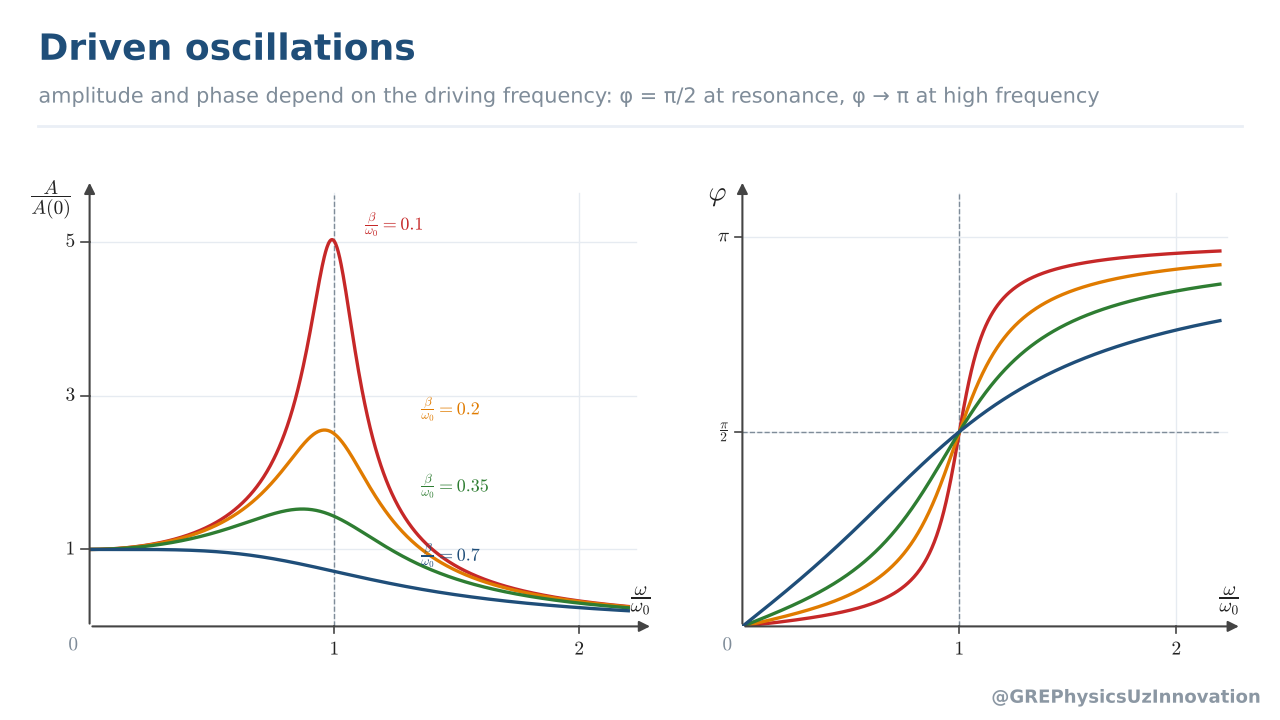 Driven oscillations
amplitude and phase depend on the driving frequency: φ = π/2 at resonance, φ → π at high frequency
A/A(0)
5
3
1
0
1
2
ω/ω₀
β/ω₀ = 0.1
β/ω₀ = 0.2
β/ω₀ = 0.35
β/ω₀ = 0.7
φ
π
π/2
0
1
2
ω/ω₀
@GREPhysicsUzInnovation